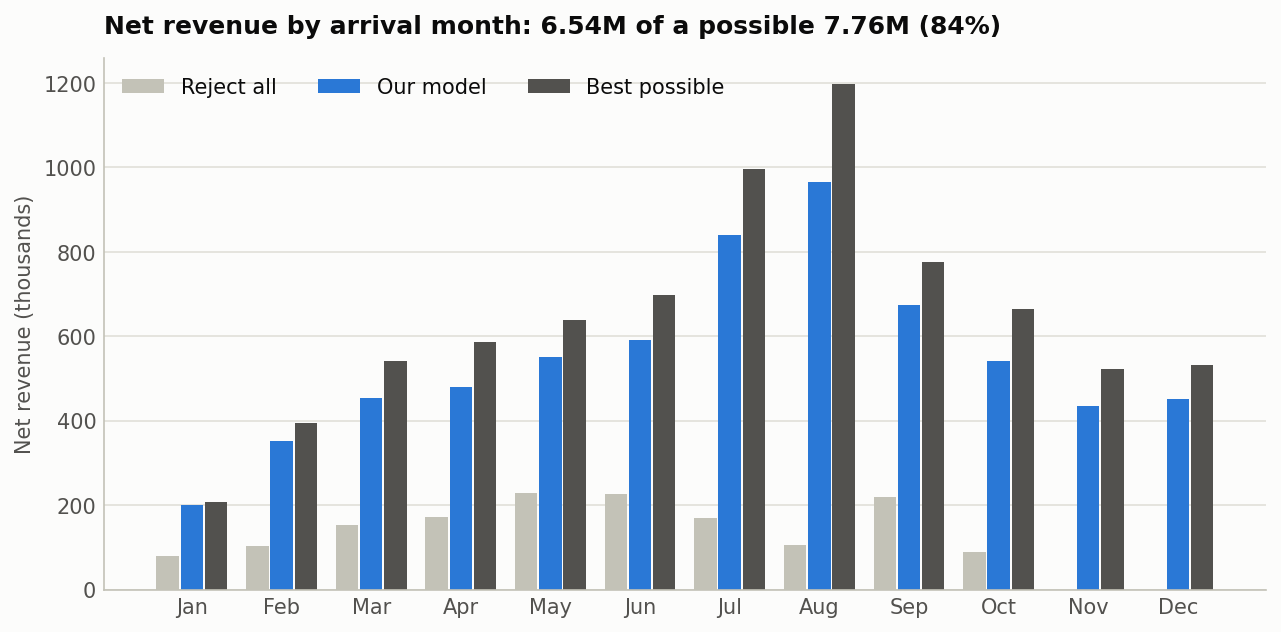 Net revenue by arrival month: 6.54M of a possible 7.76M (84%)
Reject all Our model Best possible
Net revenue (thousands)
1200
1000
800
600
400
200
0
Jan Feb Mar Apr May Jun Jul Aug Sep Oct Nov Dec